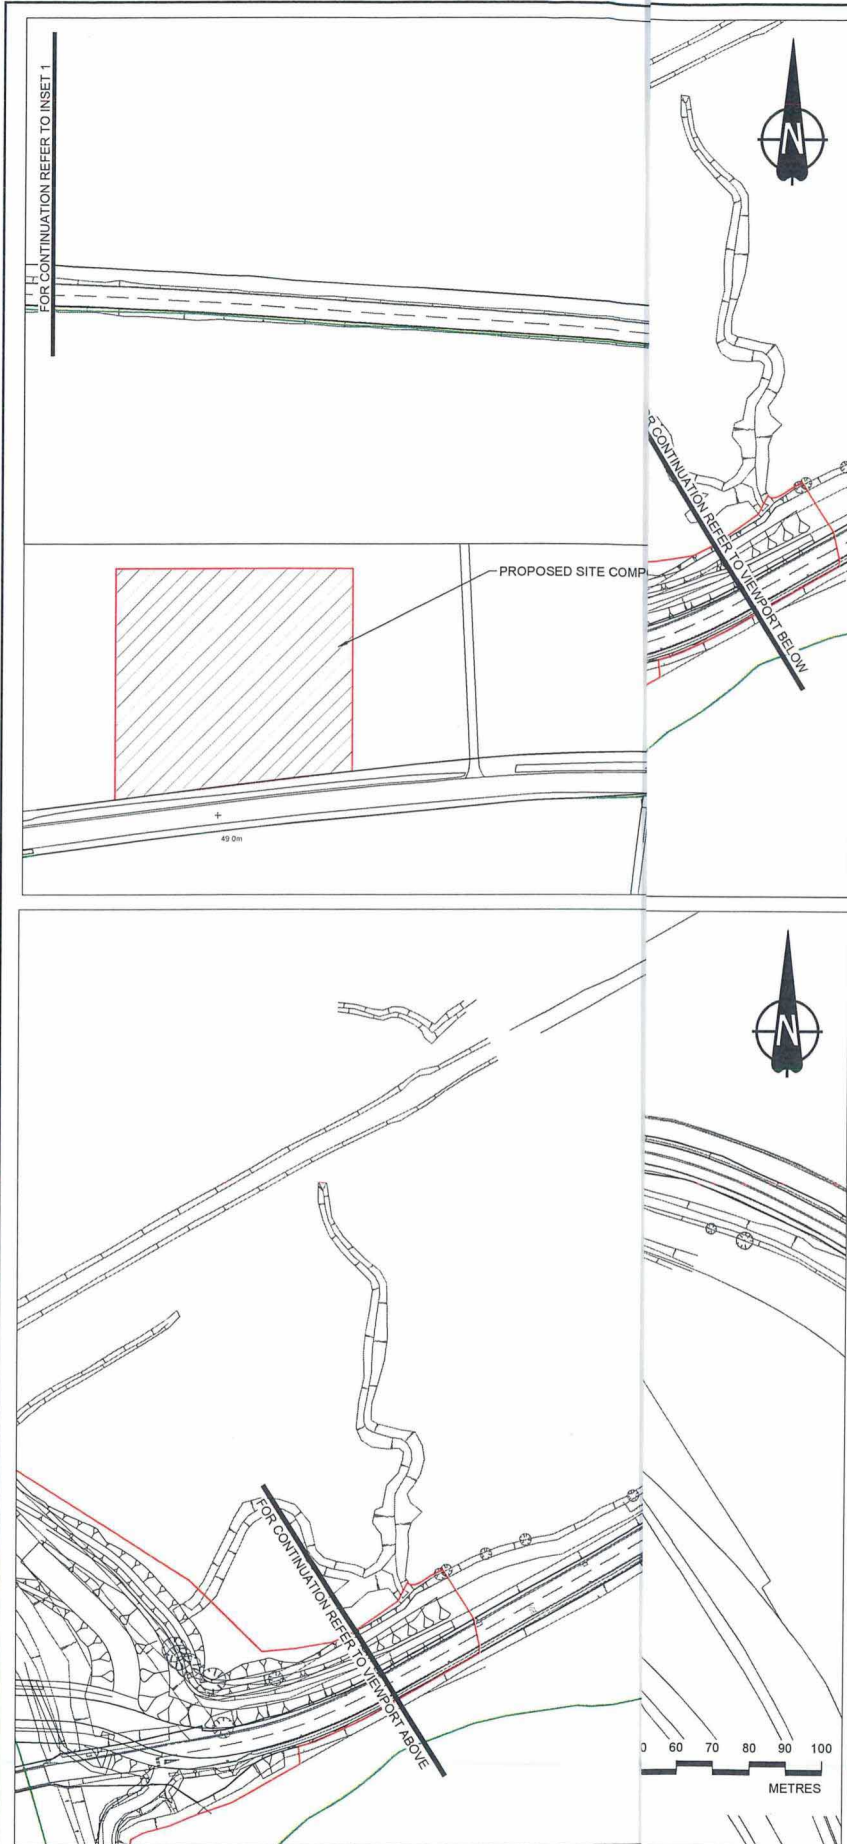 FOR CONTINUATION REFER TO INSET 1
N
CONTINUATION REFER TO VIEWPORT BELOW
PROPOSED SITE COMP
49.0m
N
FOR CONTINUATION REFER TO VIEWPORT ABOVE
0 60 70 80 90 100
METRES